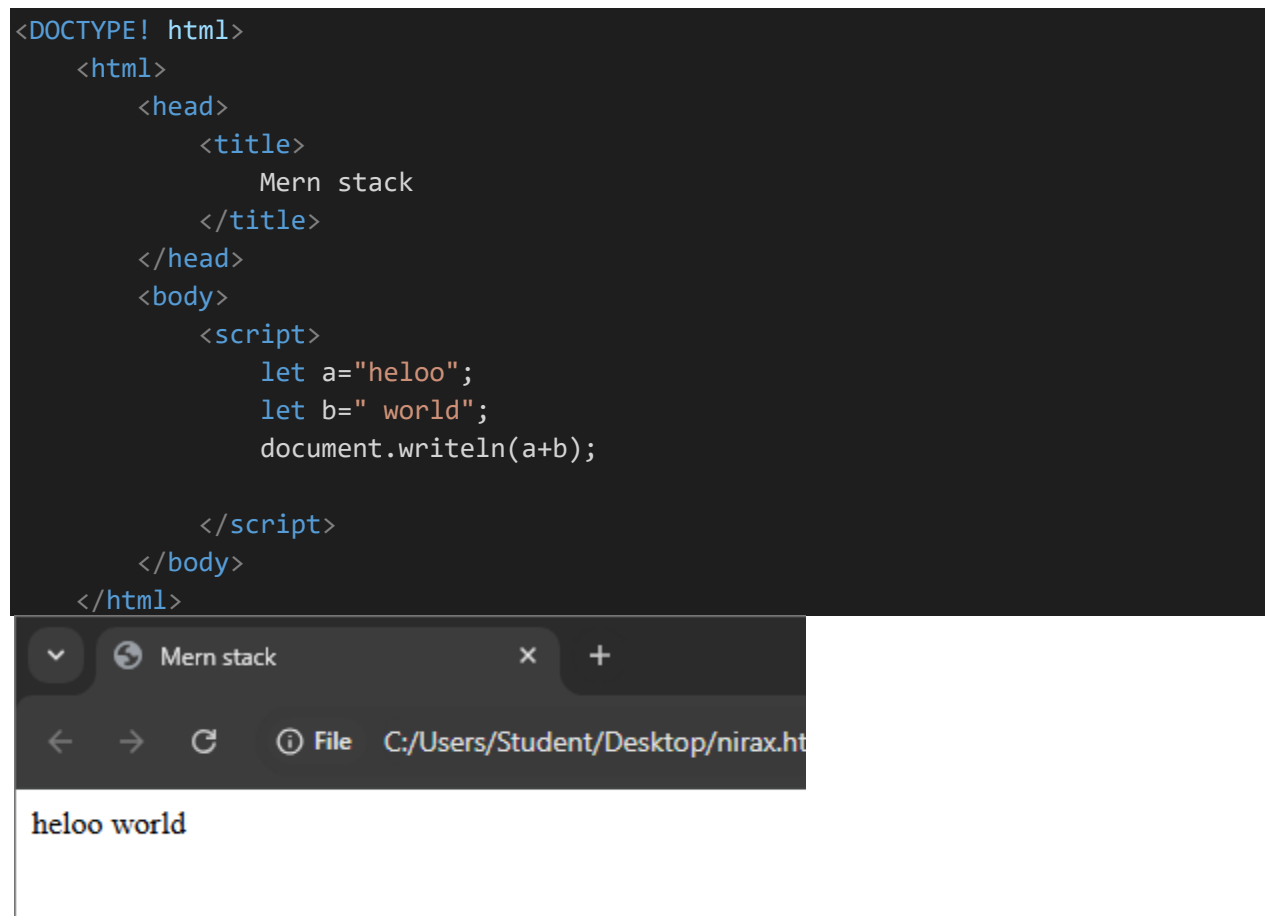 <DOCTYPE! html>
    <html>
        <head>
            <title>
                Mern stack
            </title>
        </head>
        <body>
            <script>
                let a="heloo";
                let b=" world";
                document.writeln(a+b);

            </script>
        </body>
    </html>
Mern stack
File C:/Users/Student/Desktop/nirax.ht
heloo world